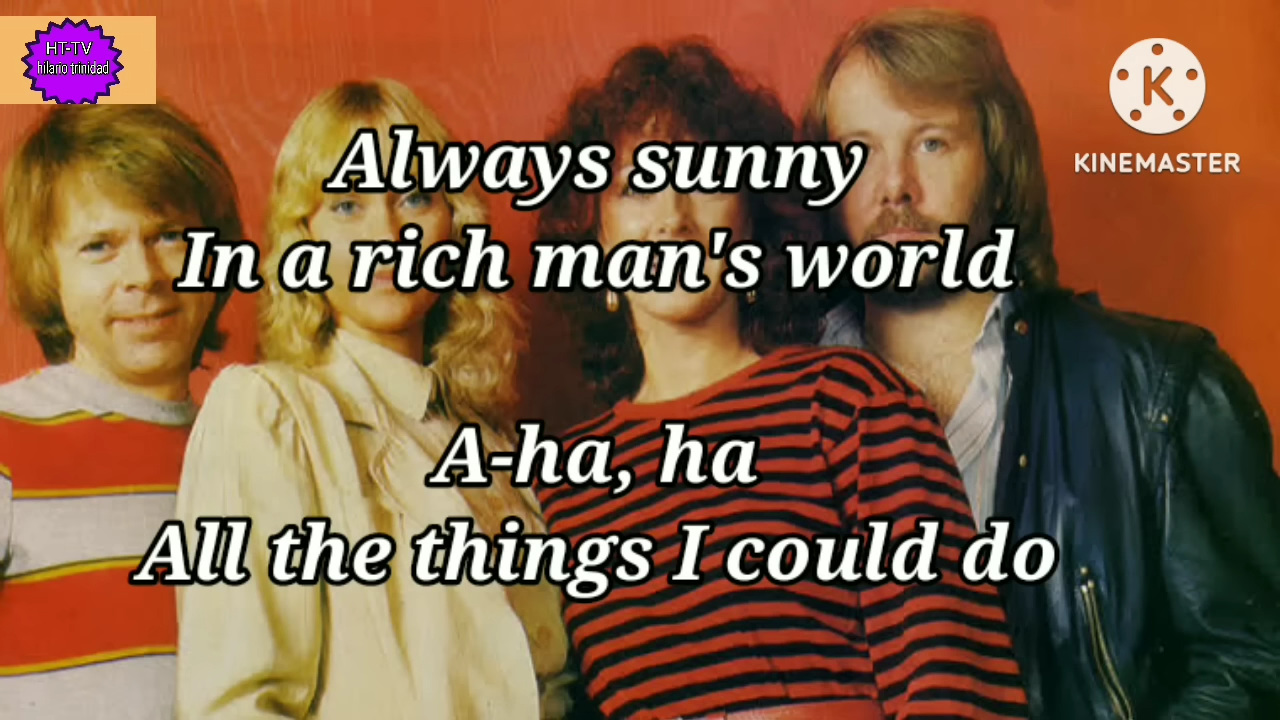 HT-TV
hilario trinidad
K
KINEMASTER
Always sunny
In a rich man's world
A-ha, ha
All the things I could do